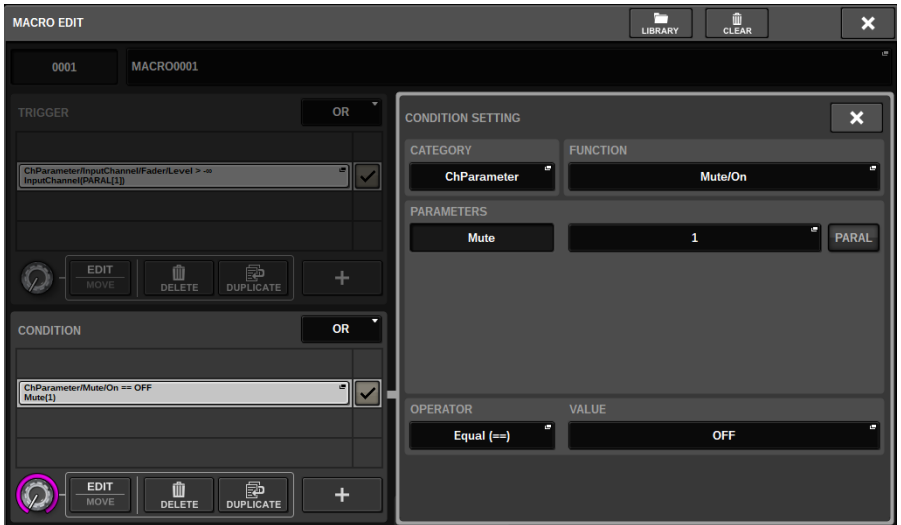 MACRO EDIT
LIBRARY
CLEAR
0001
MACRO0001
TRIGGER
OR
ChParameter/InputChannel/Fader/Level > -∞
InputChannel(PARAL[1])
EDIT
MOVE
DELETE
DUPLICATE
+
CONDITION
OR
ChParameter/Mute/On == OFF
Mute(1)
EDIT
MOVE
DELETE
DUPLICATE
+
CONDITION SETTING
CATEGORY
FUNCTION
ChParameter
Mute/On
PARAMETERS
Mute
1
PARAL
OPERATOR
VALUE
Equal (==)
OFF